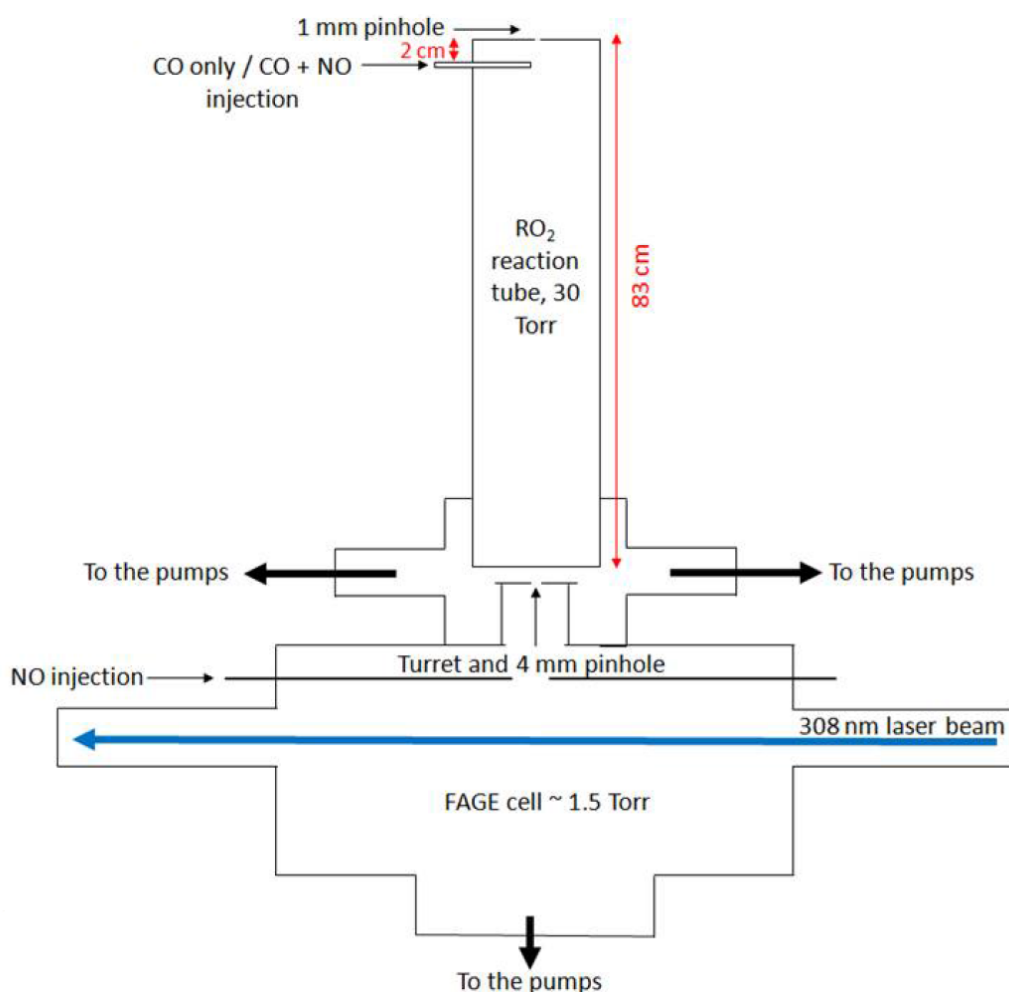 1 mm pinhole
2 cm
CO only / CO + NO
injection
RO₂
reaction
tube, 30
Torr
83 cm
To the pumps
To the pumps
Turret and 4 mm pinhole
NO injection
308 nm laser beam
FAGE cell ~ 1.5 Torr
To the pumps